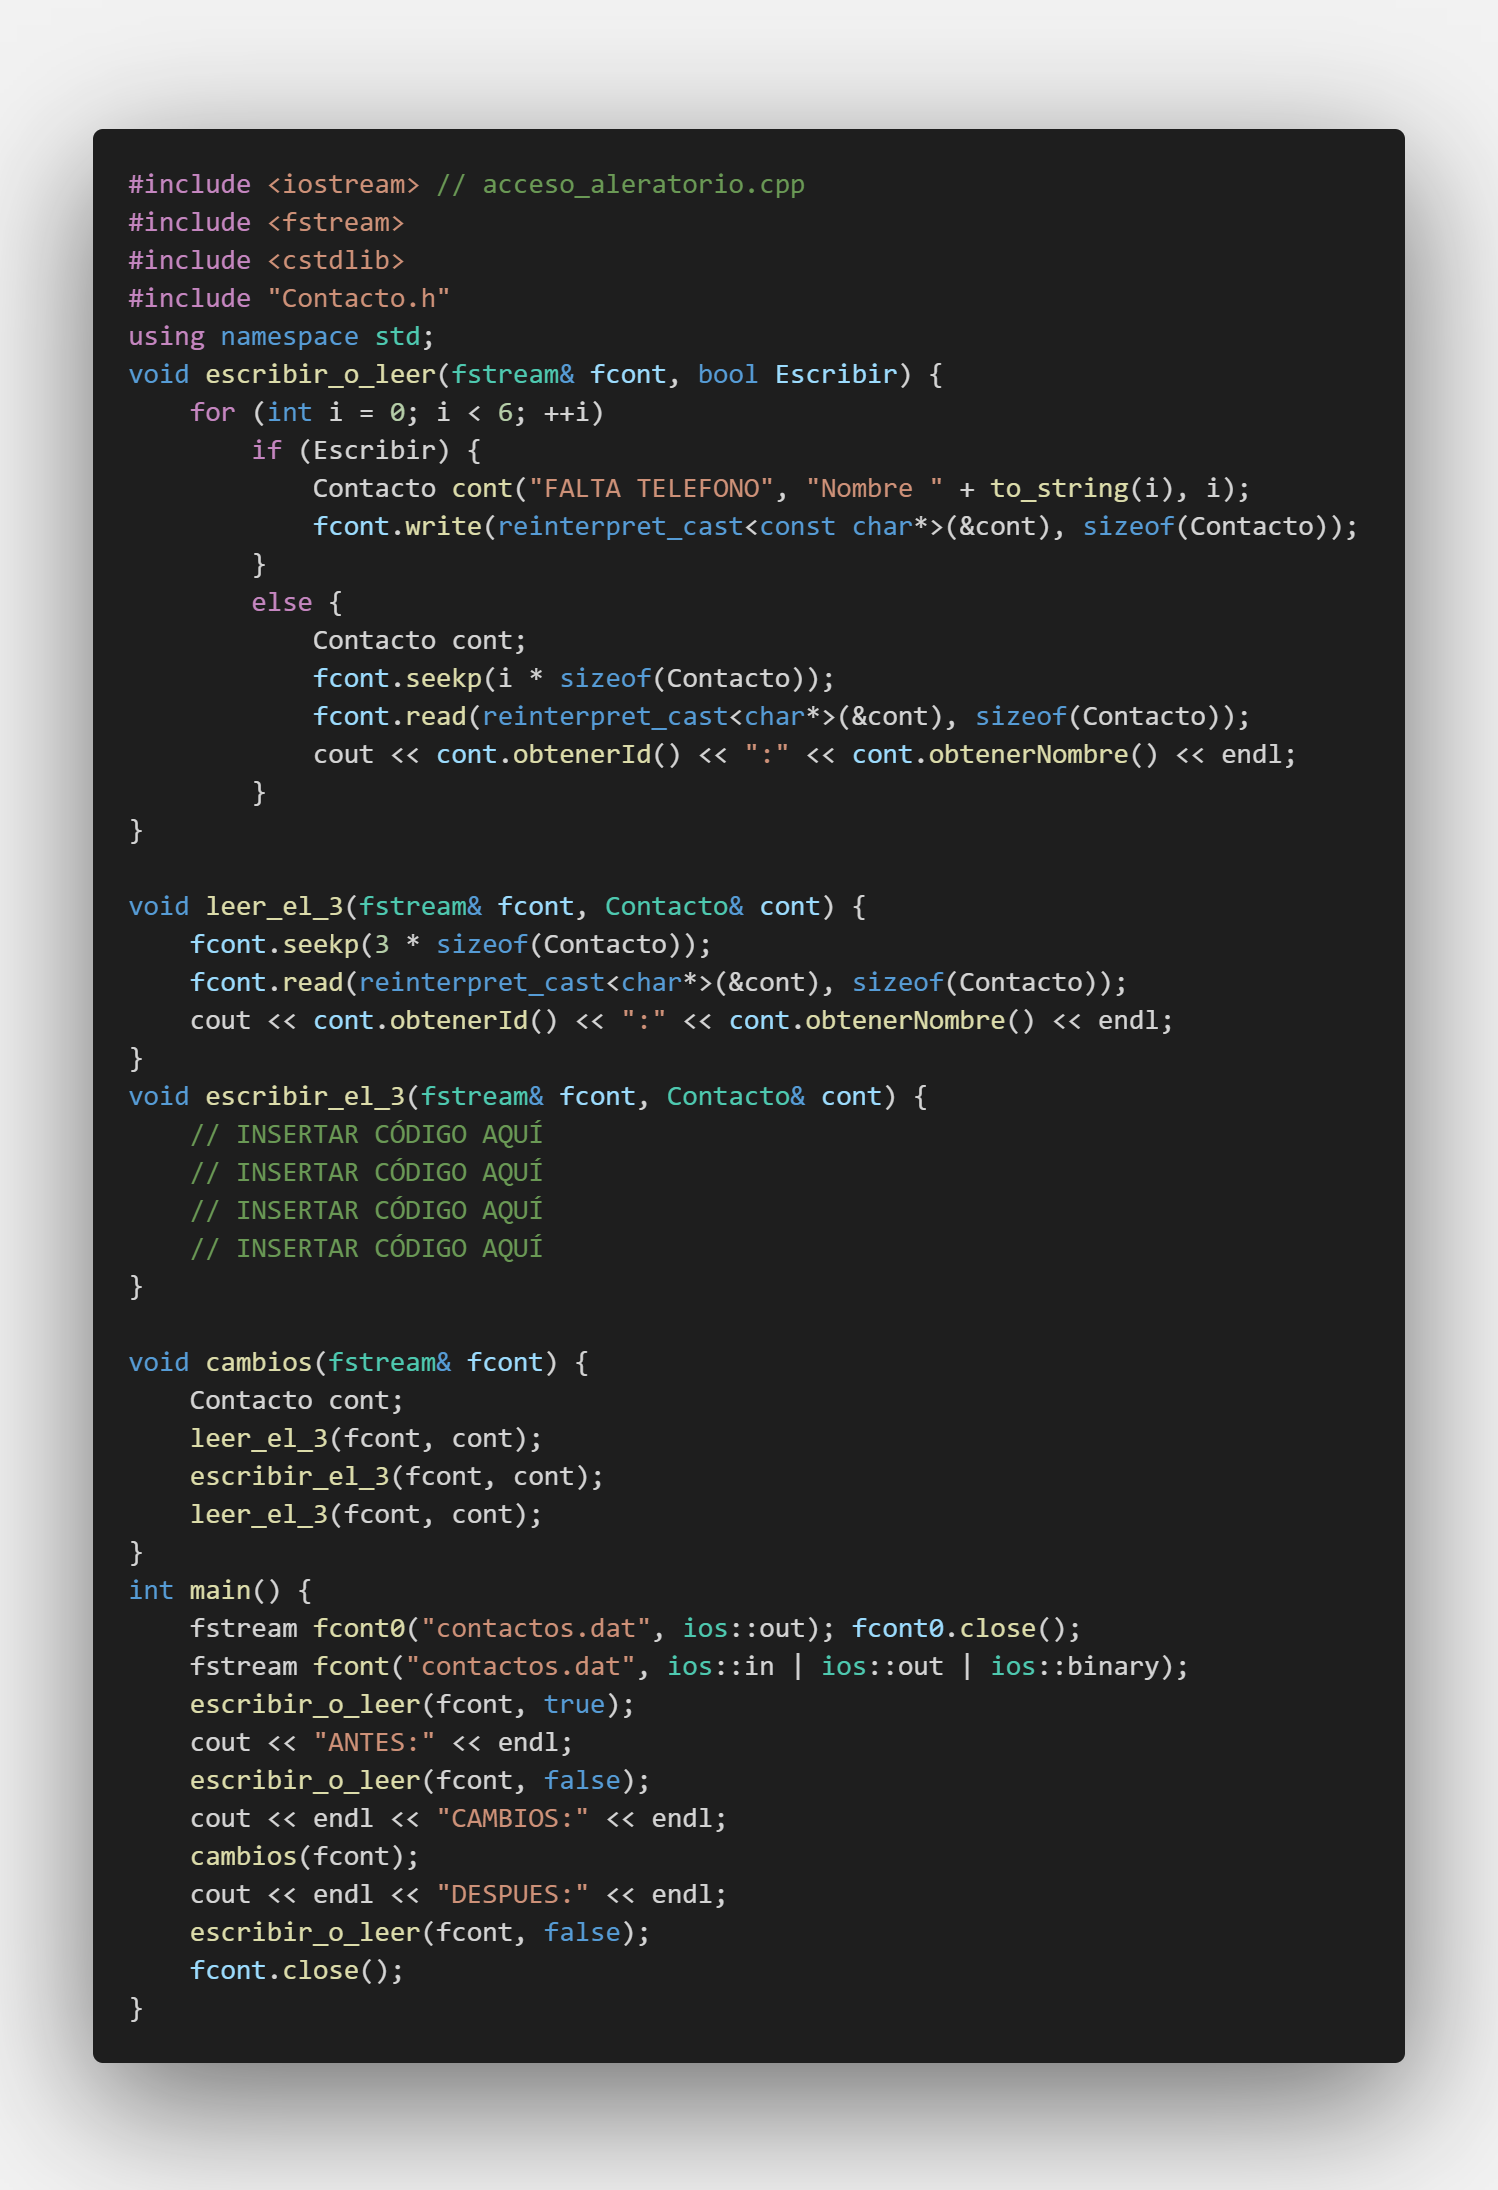 #include <iostream> // acceso_aleratorio.cpp
#include <fstream>
#include <cstdlib>
#include "Contacto.h"
using namespace std;
void escribir_o_leer(fstream& fcont, bool Escribir) {
    for (int i = 0; i < 6; ++i)
        if (Escribir) {
            Contacto cont("FALTA TELEFONO", "Nombre " + to_string(i), i);
            fcont.write(reinterpret_cast<const char*>(&cont), sizeof(Contacto));
        }
        else {
            Contacto cont;
            fcont.seekp(i * sizeof(Contacto));
            fcont.read(reinterpret_cast<char*>(&cont), sizeof(Contacto));
            cout << cont.obtenerId() << ":" << cont.obtenerNombre() << endl;
        }
}

void leer_el_3(fstream& fcont, Contacto& cont) {
    fcont.seekp(3 * sizeof(Contacto));
    fcont.read(reinterpret_cast<char*>(&cont), sizeof(Contacto));
    cout << cont.obtenerId() << ":" << cont.obtenerNombre() << endl;
}
void escribir_el_3(fstream& fcont, Contacto& cont) {
    // INSERTAR CÓDIGO AQUÍ
    // INSERTAR CÓDIGO AQUÍ
    // INSERTAR CÓDIGO AQUÍ
    // INSERTAR CÓDIGO AQUÍ
}

void cambios(fstream& fcont) {
    Contacto cont;
    leer_el_3(fcont, cont);
    escribir_el_3(fcont, cont);
    leer_el_3(fcont, cont);
}
int main() {
    fstream fcont0("contactos.dat", ios::out); fcont0.close();
    fstream fcont("contactos.dat", ios::in | ios::out | ios::binary);
    escribir_o_leer(fcont, true);
    cout << "ANTES:" << endl;
    escribir_o_leer(fcont, false);
    cout << endl << "CAMBIOS:" << endl;
    cambios(fcont);
    cout << endl << "DESPUES:" << endl;
    escribir_o_leer(fcont, false);
    fcont.close();
}